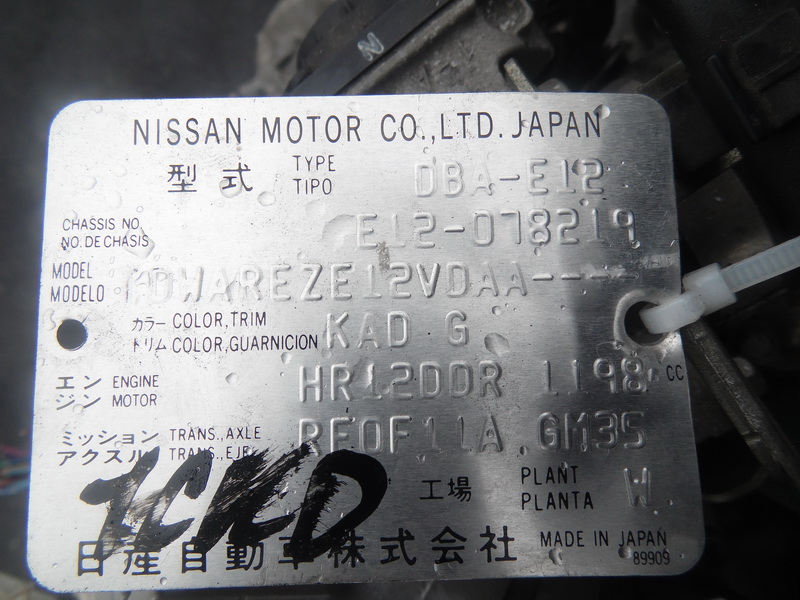 N
NISSAN MOTOR CO.,LTD. JAPAN
型式 TYPE TIPO DBA-E12
CHASSIS NO. NO. DE CHASIS E12-078219
MODEL MODELO FDWAREZE12VDAA----
カラー COLOR,TRIM
トリム COLOR,GUARNICION KAD G
エン ENGINE
ジン MOTOR HR12DDR 1198 CC
ミッション TRANS.,AXLE
アクスル TRANS.,EJE RE0F11A GM35
工場 PLANT PLANTA W
日産自動車株式会社 MADE IN JAPAN
89909